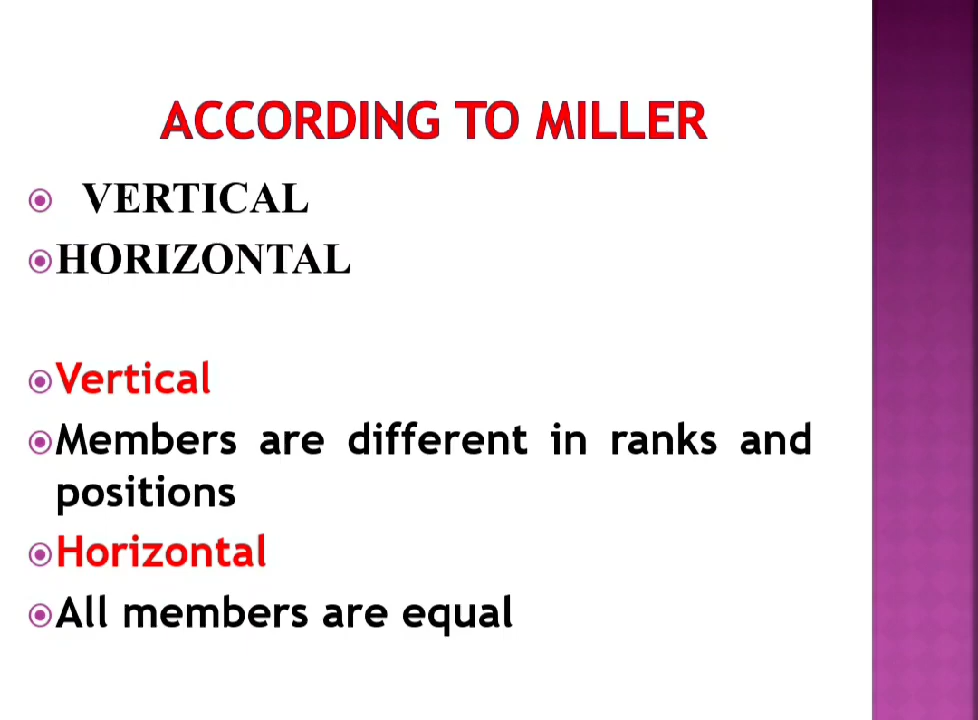 ACCORDING TO MILLER
VERTICAL
HORIZONTAL
Vertical
Members are different in ranks and
positions
Horizontal
All members are equal